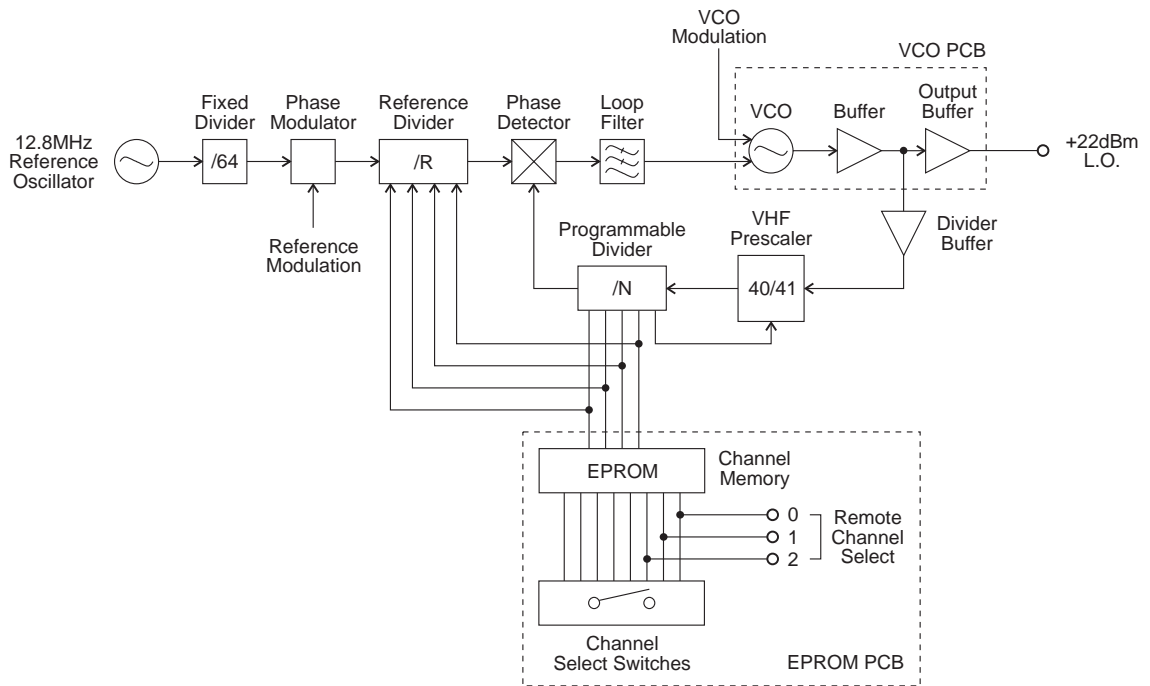 VCO
Modulation
VCO PCB
Fixed
Divider
Phase
Modulator
Reference
Divider
Phase
Detector
Loop
Filter
VCO
Buffer
Output
Buffer
12.8MHz
Reference
Oscillator
/64
/R
+22dBm
L.O.
Reference
Modulation
Programmable
Divider
VHF
Prescaler
Divider
Buffer
/N
40/41
EPROM
Channel
Memory
0
1
2
Remote
Channel
Select
Channel
Select Switches
EPROM PCB